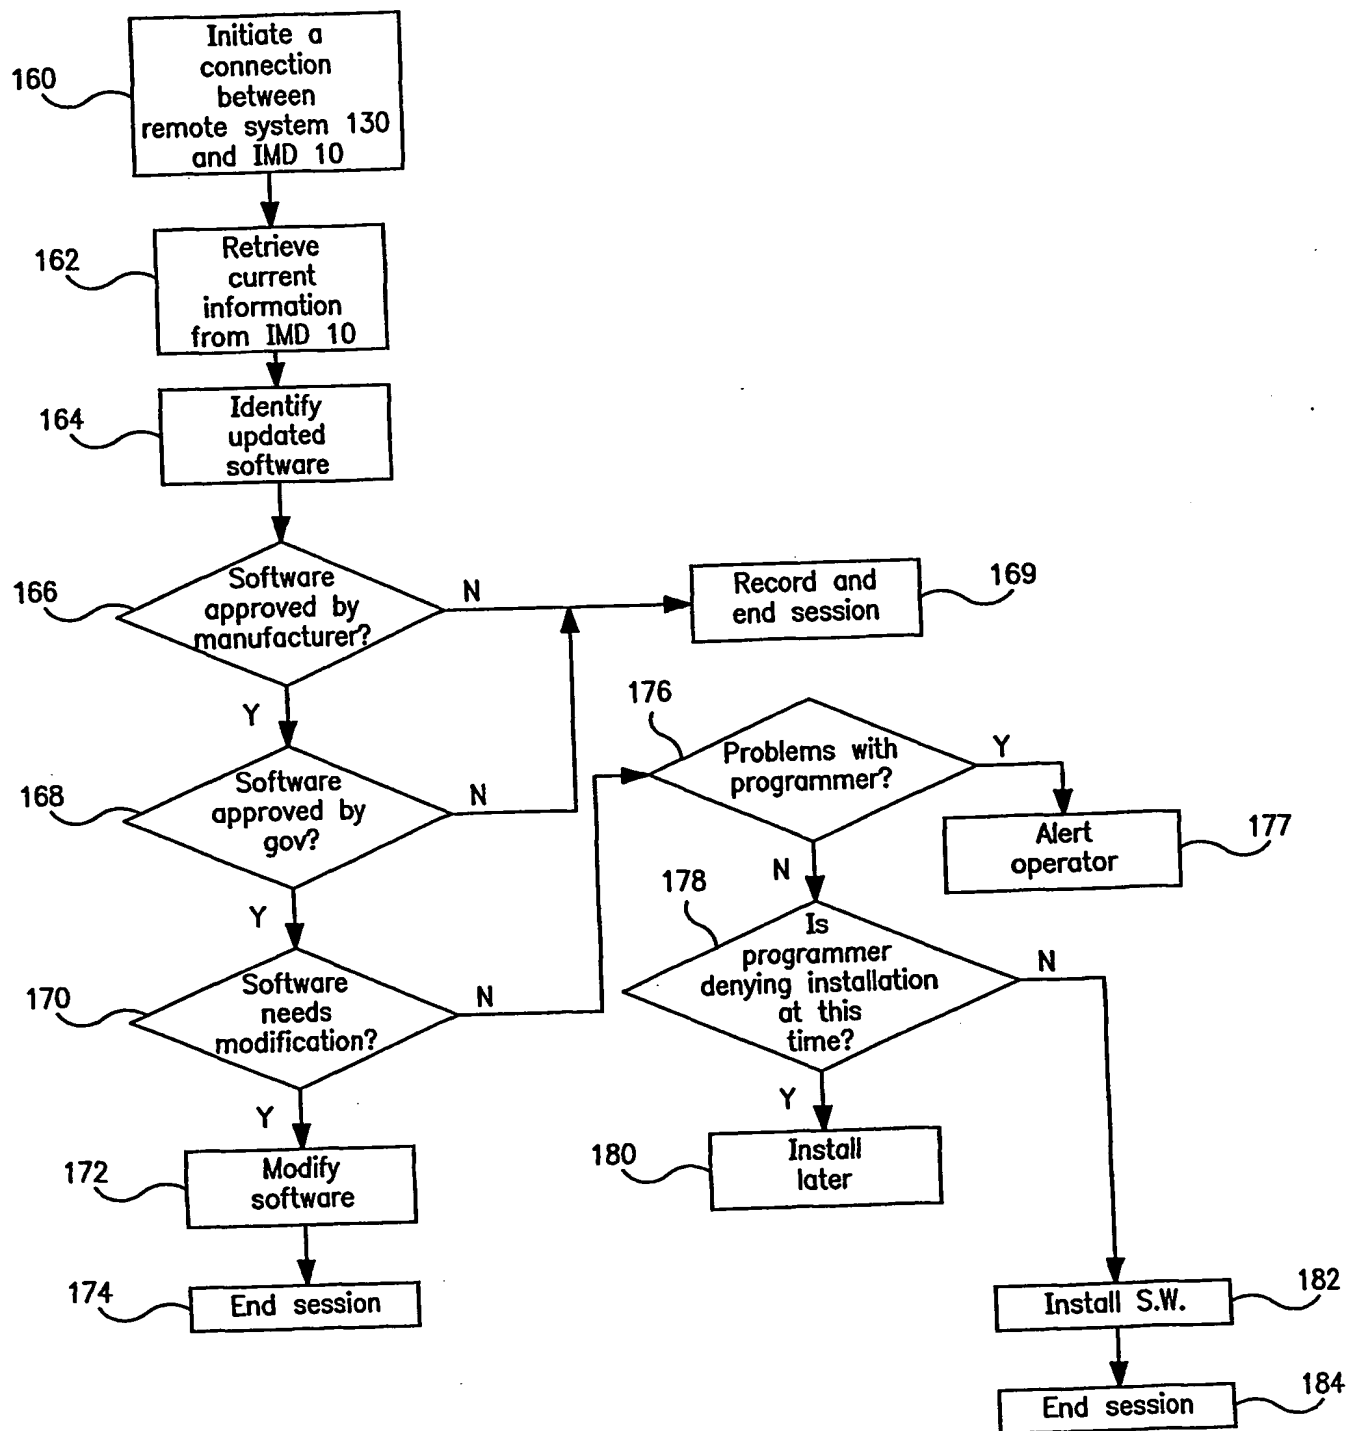 160
Initiate a
connection
between
remote system 130
and IMD 10
162
Retrieve
current
information
from IMD 10
164
Identify
updated
software
166
Software
approved by
manufacturer?
N
Record and
end session
169
Y
168
Software
approved by
gov?
N
176
Problems with
programmer?
Y
Alert
operator
177
N
Y
170
Software
needs
modification?
N
178
Is
programmer
denying installation
at this
time?
N
Y
Y
172
Modify
software
180
Install
later
174
End session
Install S.W.
182
End session
184